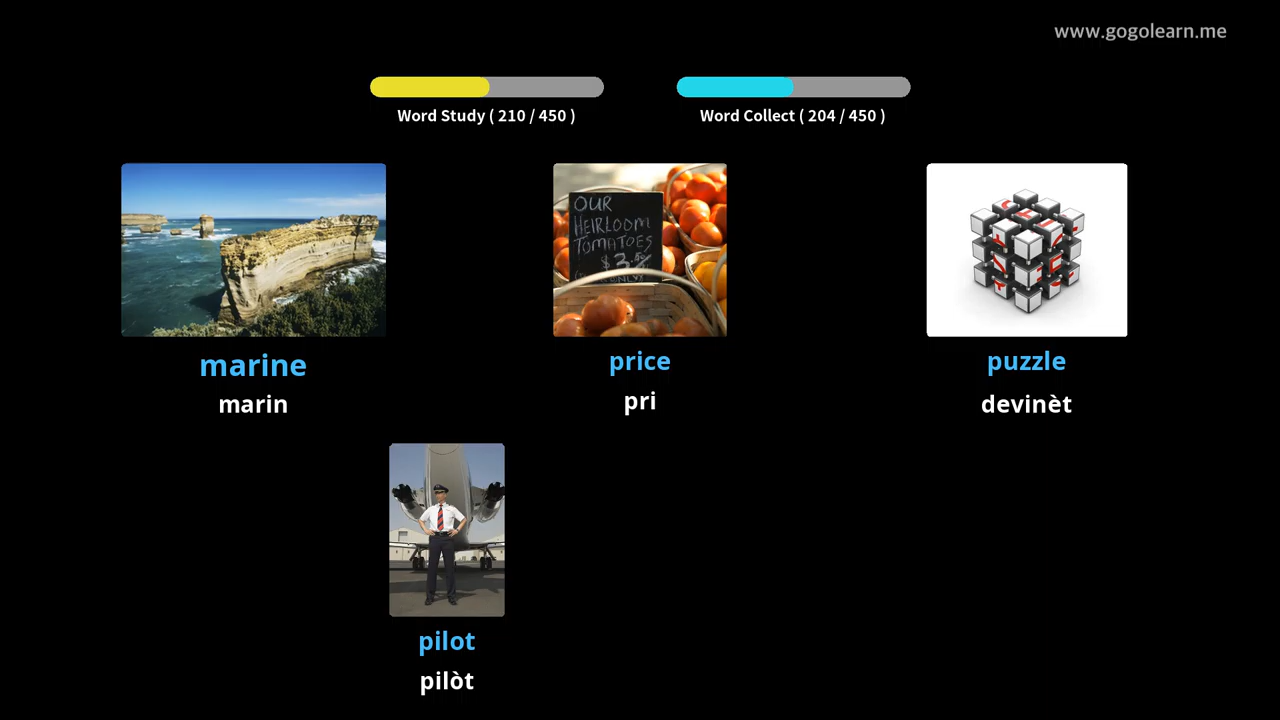 www.gogolearn.me
Word Study ( 210 / 450 )
Word Collect ( 204 / 450 )
OUR
HEIRLOOM
TOMATOES
marine
price
puzzle
marin
pri
devinèt
pilot
pilòt